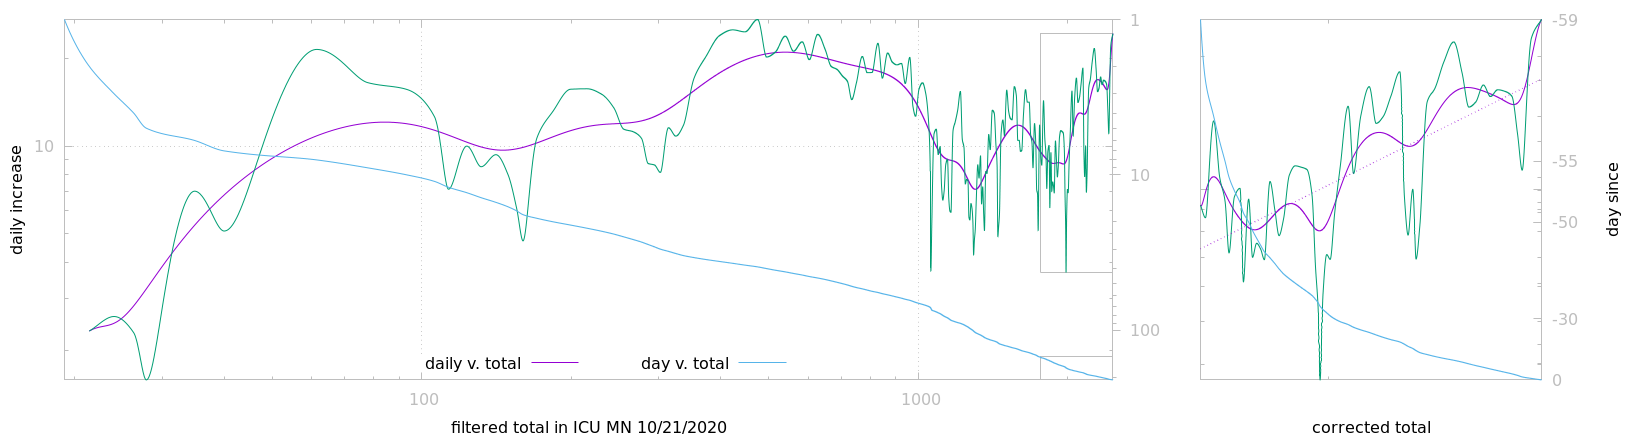 1
-59
10
10
-55
-50
daily increase
day since
-30
100
daily v. total
day v. total
0
100
1000
filtered total in ICU MN 10/21/2020
corrected total